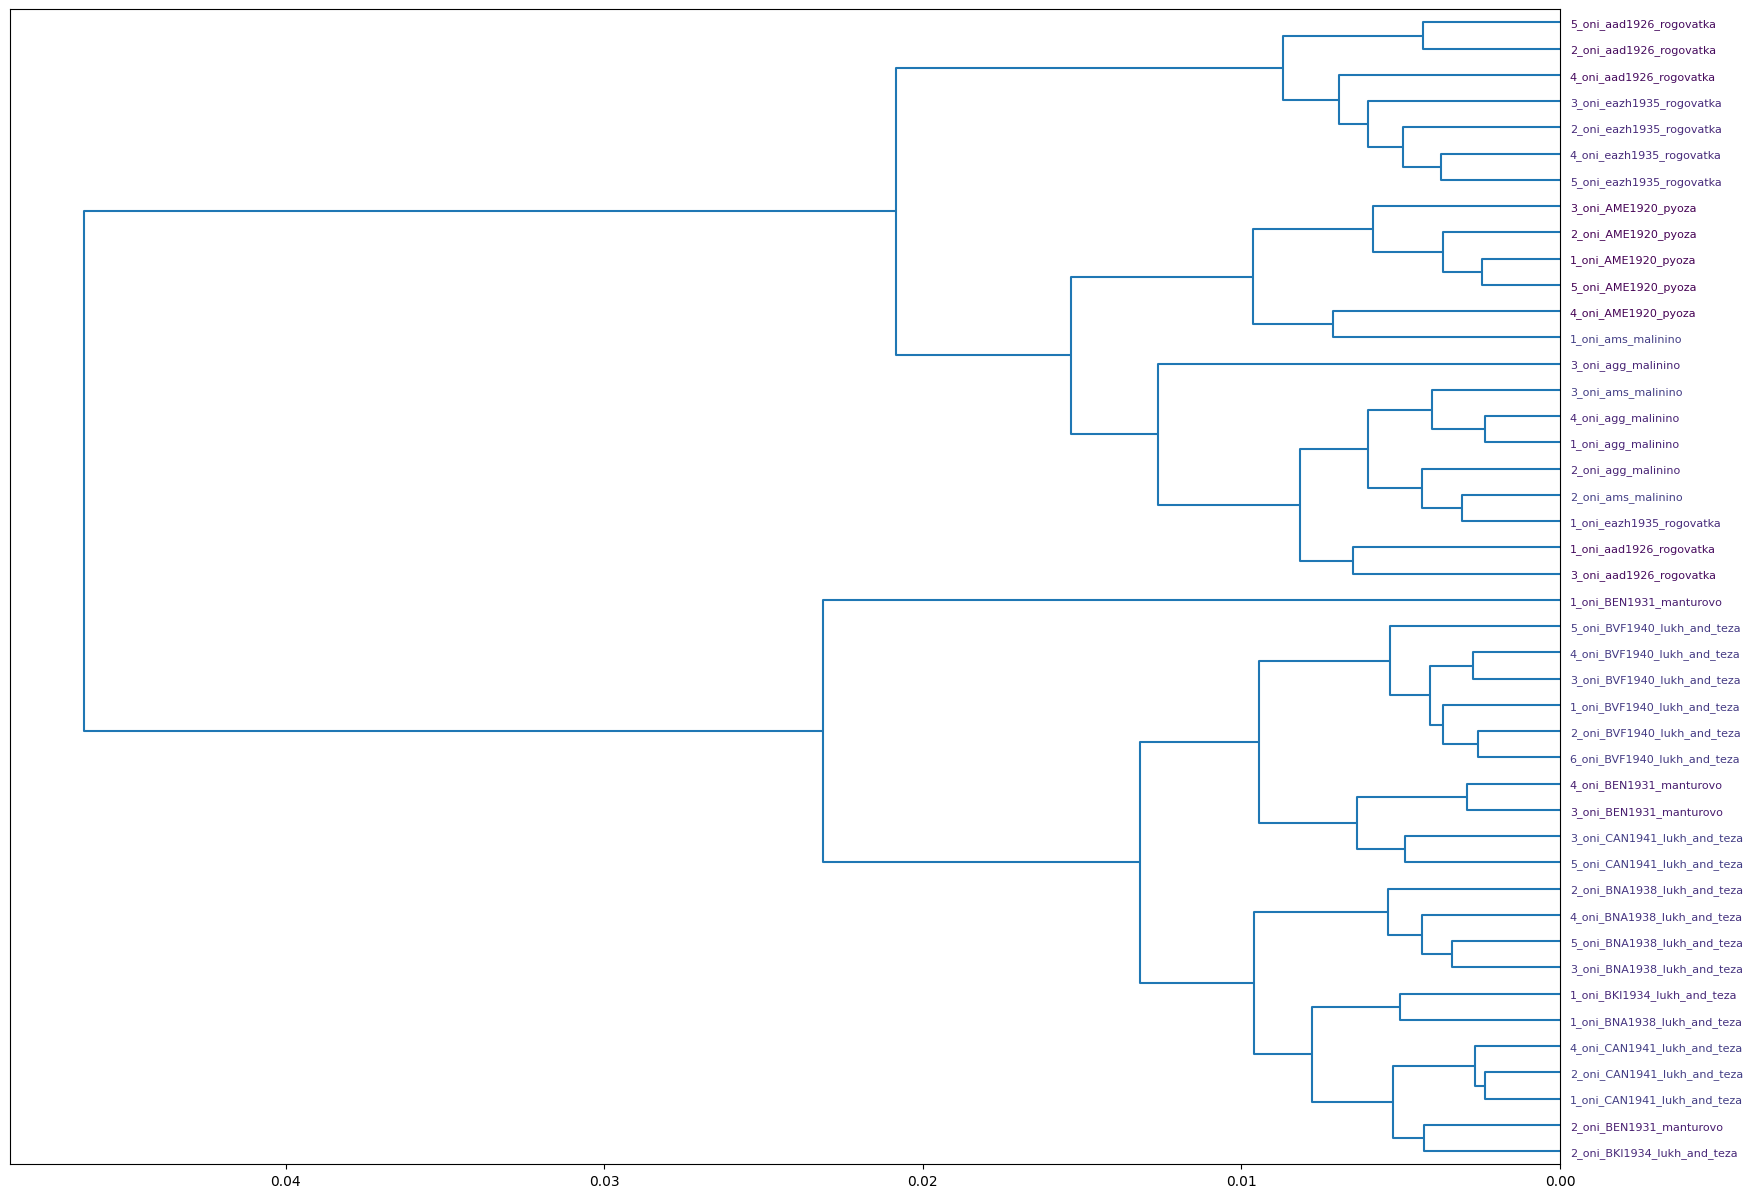 5_oni_aad1926_rogovatka
2_oni_aad1926_rogovatka
4_oni_aad1926_rogovatka
3_oni_eazh1935_rogovatka
2_oni_eazh1935_rogovatka
4_oni_eazh1935_rogovatka
5_oni_eazh1935_rogovatka
3_oni_AME1920_pyoza
2_oni_AME1920_pyoza
1_oni_AME1920_pyoza
5_oni_AME1920_pyoza
4_oni_AME1920_pyoza
1_oni_ams_malinino
3_oni_agg_malinino
3_oni_ams_malinino
4_oni_agg_malinino
1_oni_agg_malinino
2_oni_agg_malinino
2_oni_ams_malinino
1_oni_eazh1935_rogovatka
1_oni_aad1926_rogovatka
3_oni_aad1926_rogovatka
1_oni_BEN1931_manturovo
5_oni_BVF1940_lukh_and_teza
4_oni_BVF1940_lukh_and_teza
3_oni_BVF1940_lukh_and_teza
1_oni_BVF1940_lukh_and_teza
2_oni_BVF1940_lukh_and_teza
6_oni_BVF1940_lukh_and_teza
4_oni_BEN1931_manturovo
3_oni_BEN1931_manturovo
3_oni_CAN1941_lukh_and_teza
5_oni_CAN1941_lukh_and_teza
2_oni_BNA1938_lukh_and_teza
4_oni_BNA1938_lukh_and_teza
5_oni_BNA1938_lukh_and_teza
3_oni_BNA1938_lukh_and_teza
1_oni_BKI1934_lukh_and_teza
1_oni_BNA1938_lukh_and_teza
4_oni_CAN1941_lukh_and_teza
2_oni_CAN1941_lukh_and_teza
1_oni_CAN1941_lukh_and_teza
2_oni_BEN1931_manturovo
2_oni_BKI1934_lukh_and_teza
0.04 0.03 0.02 0.01 0.00